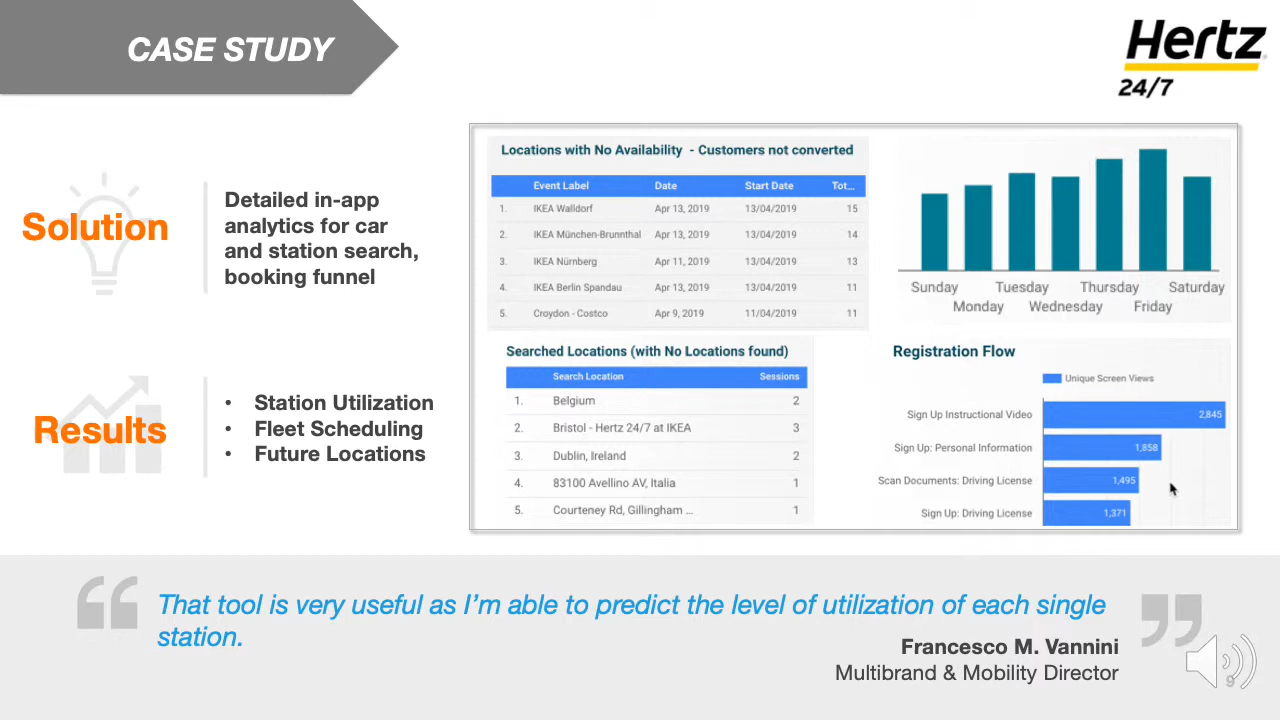 CASE STUDY
Hertz
24/7
Solution
Detailed in-app
analytics for car
and station search,
booking funnel
Results
• Station Utilization
• Fleet Scheduling
• Future Locations
Locations with No Availability - Customers not converted
Event Label Date Start Date Tot...
1. IKEA Walldorf Apr 13, 2019 13/04/2019 15
2. IKEA München-Brunnthal Apr 13, 2019 13/04/2019 14
3. IKEA Nürnberg Apr 11, 2019 13/04/2019 13
4. IKEA Berlin Spandau Apr 13, 2019 13/04/2019 11
5. Croydon - Costco Apr 9, 2019 11/04/2019 11
Sunday Tuesday Thursday Saturday
Monday Wednesday Friday
Searched Locations (with No Locations found)
Search Location Sessions
1. Belgium 2
2. Bristol - Hertz 24/7 at IKEA 3
3. Dublin, Ireland 2
4. 83100 Avellino AV, Italia 1
5. Courteney Rd, Gillingham ... 1
Registration Flow
Unique Screen Views
Sign Up Instructional Video 2,845
Sign Up: Personal Information 1,858
Scan Documents: Driving License 1,495
Sign Up: Driving License 1,371
“ That tool is very useful as I’m able to predict the level of utilization of each single
station. ”
Francesco M. Vannini
Multibrand & Mobility Director
9